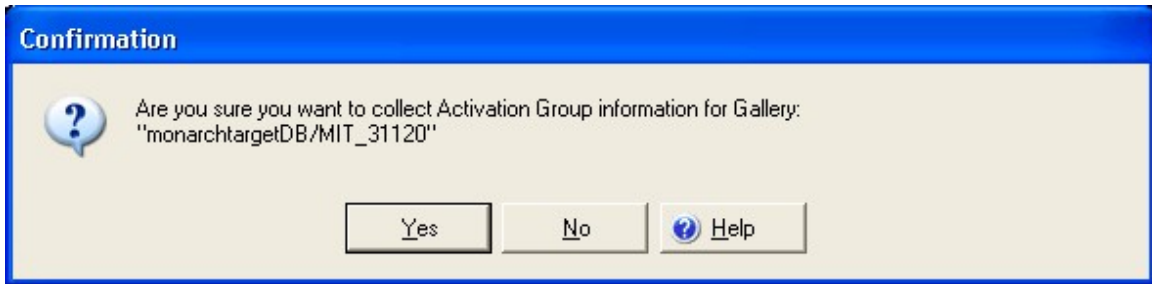 Confirmation
Are you sure you want to collect Activation Group information for Gallery:
"monarchtargetDB/MIT_31120"
Yes No Help